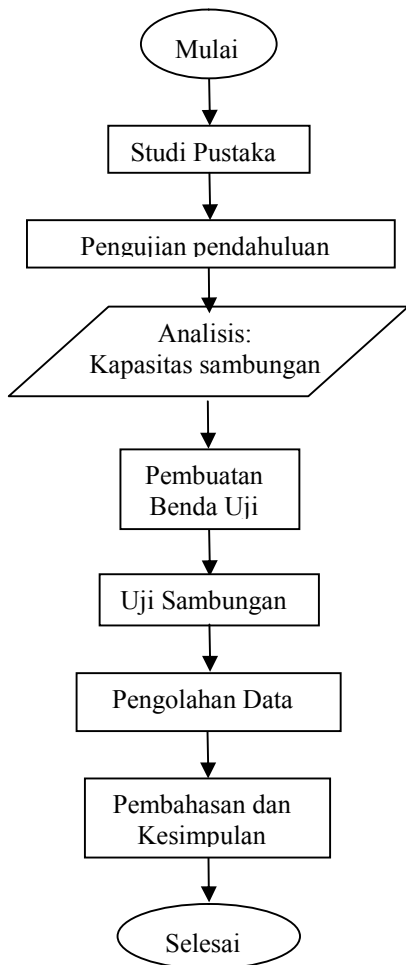 Mulai
Studi Pustaka
Pengujian pendahuluan
Analisis:
Kapasitas sambungan
Pembuatan
Benda Uji
Uji Sambungan
Pengolahan Data
Pembahasan dan
Kesimpulan
Selesai